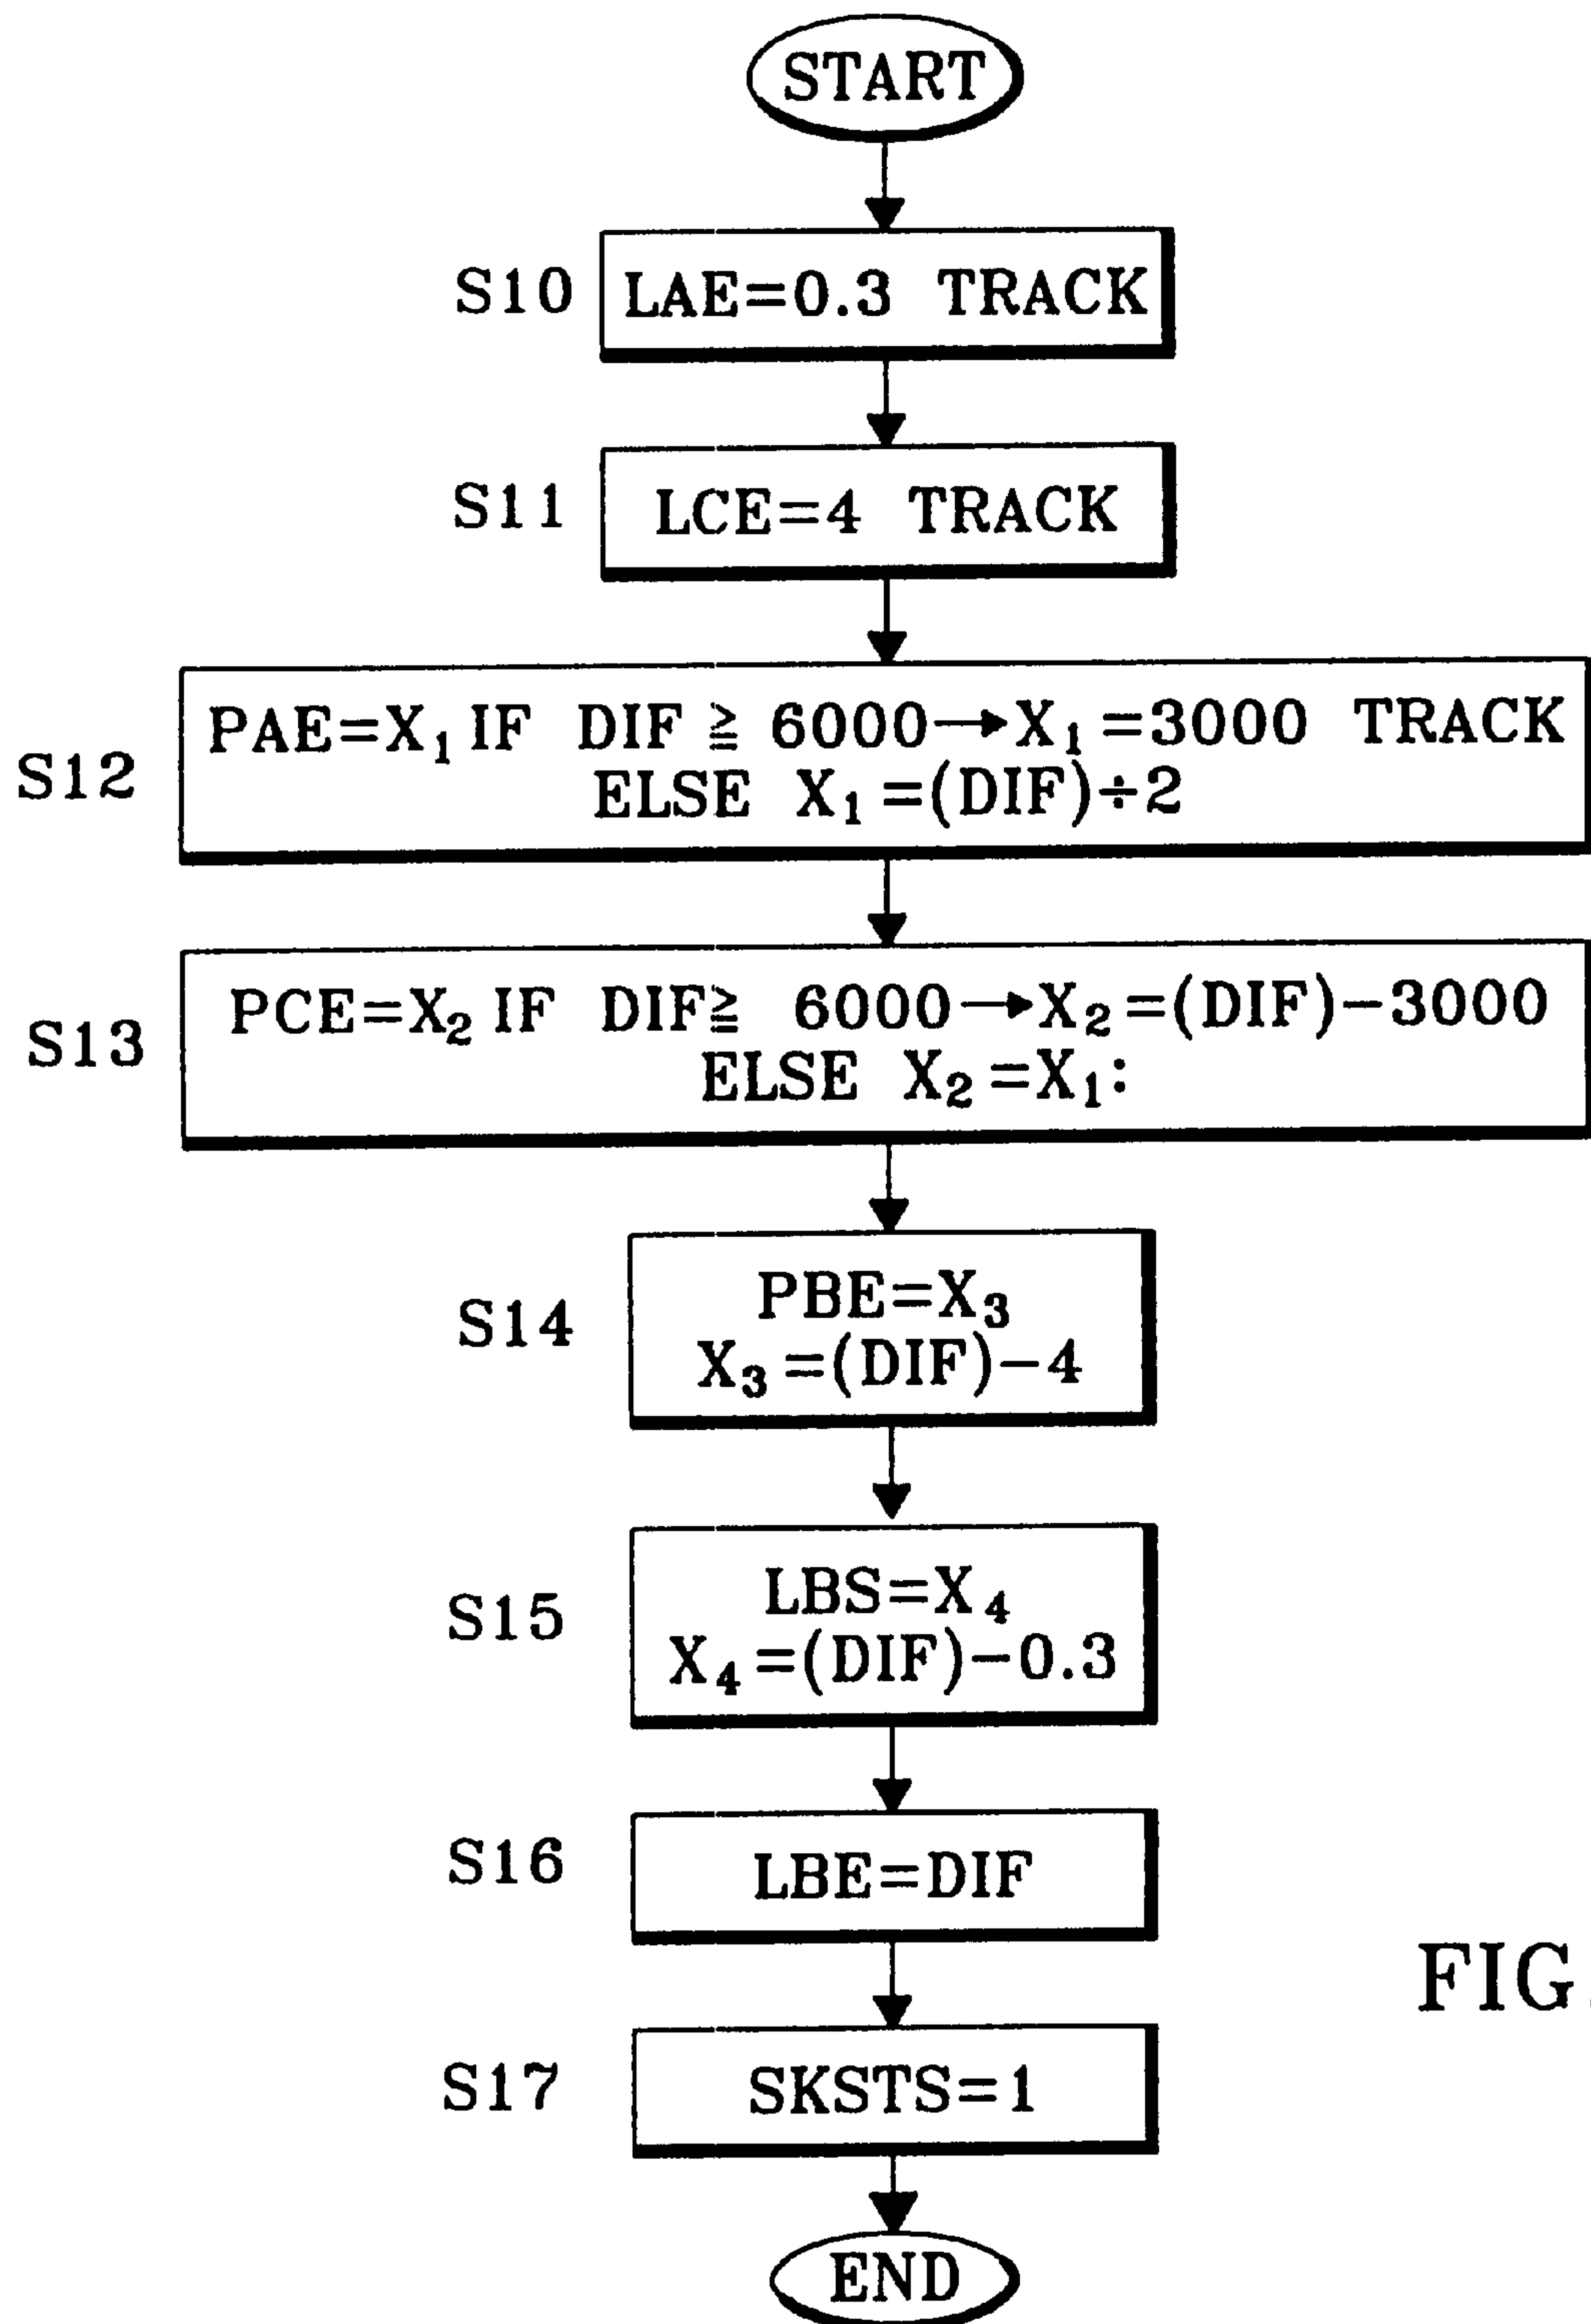 START
S10 LAE=0.3 TRACK
S11 LCE=4 TRACK
S12 PAE=X₁ IF DIF ≧ 6000→X₁=3000 TRACK
ELSE X₁=(DIF)÷2
S13 PCE=X₂ IF DIF≧ 6000→X₂=(DIF)−3000
ELSE X₂=X₁:
S14 PBE=X₃
X₃=(DIF)−4
S15 LBS=X₄
X₄=(DIF)−0.3
S16 LBE=DIF
FIG.
S17 SKSTS=1
END